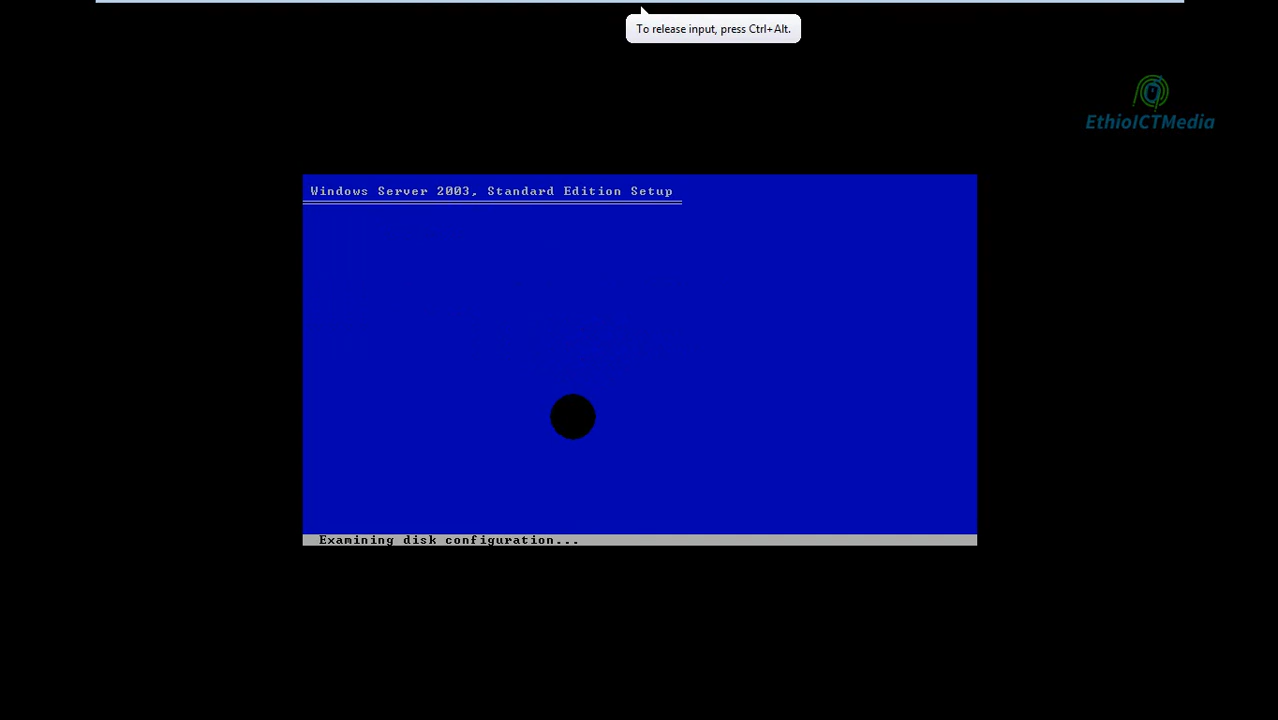 To release input, press Ctrl+Alt.
EthioICTMedia
Windows Server 2003, Standard Edition Setup
Examining disk configuration...